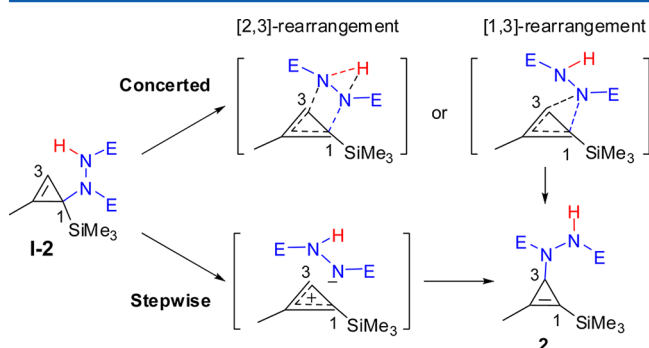 [2,3]-rearrangement [1,3]-rearrangement
Concerted
E N H N E 3 1 SiMe3
or
E N H N E 3 1 SiMe3
H N E N E 3 1 SiMe3
I-2
Stepwise
E N H N E − 3 + 1 SiMe3
H E N N E 3 1 SiMe3
2